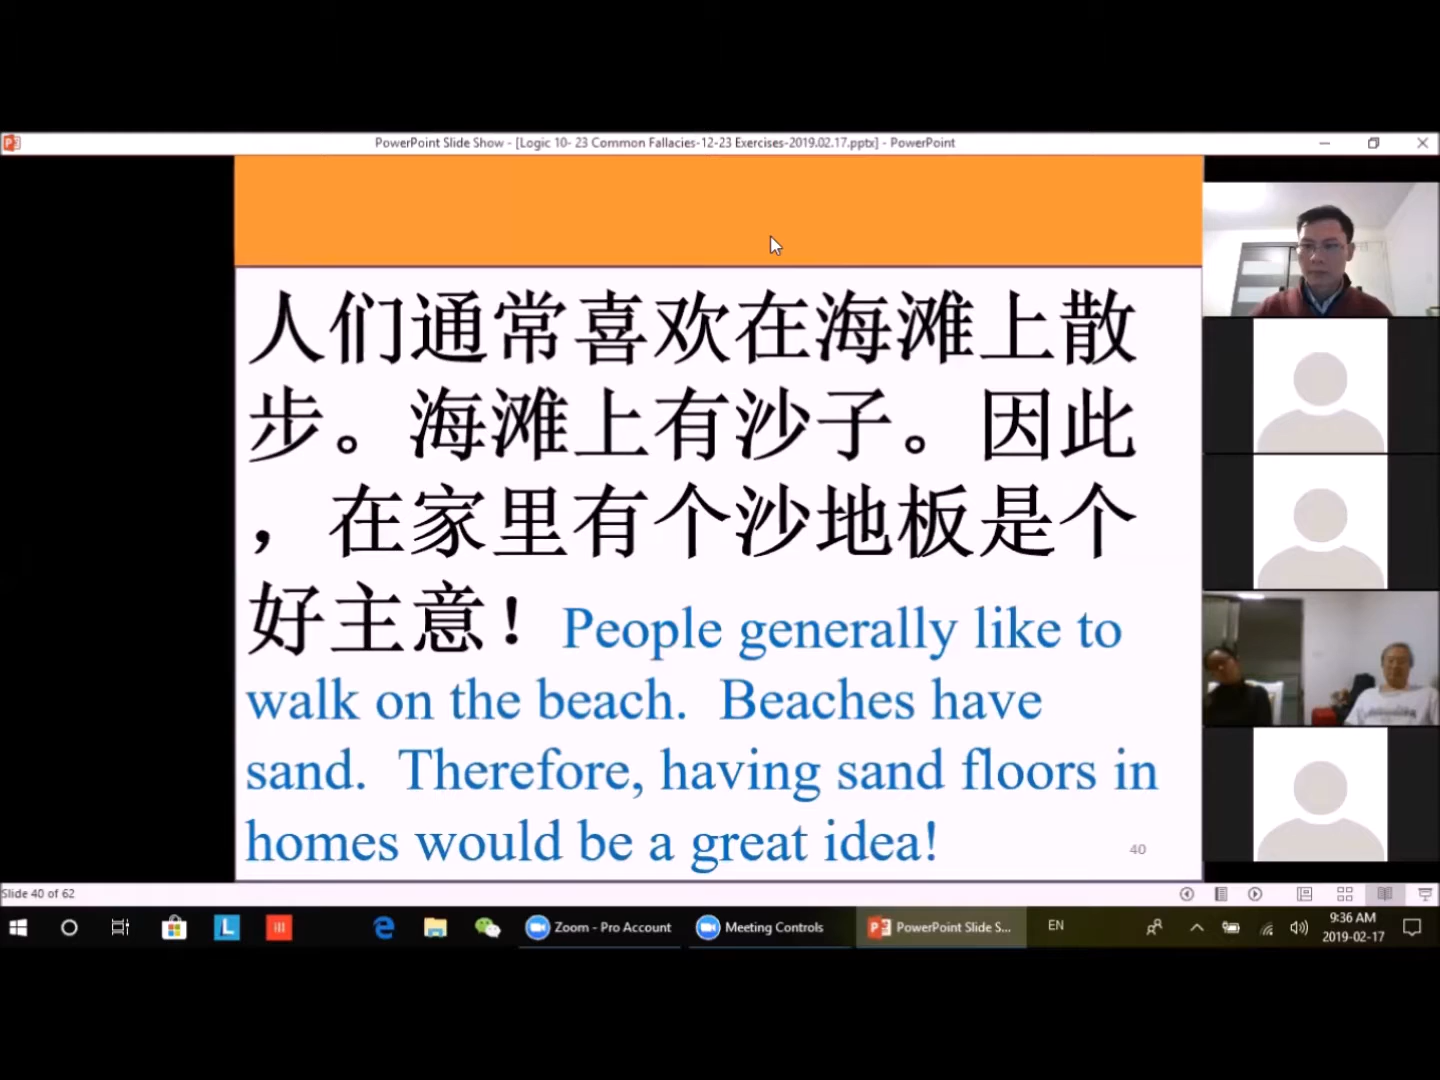 PowerPoint Slide Show - [Logic 10- 23 Common Fallacies-12-23 Exercises-2019.02.17.pptx] - PowerPoint
人们通常喜欢在海滩上散
步。海滩上有沙子。因此
，在家里有个沙地板是个
好主意！People generally like to
walk on the beach. Beaches have
sand. Therefore, having sand floors in
homes would be a great idea!
40
Slide 40 of 62
Zoom - Pro Account
Meeting Controls
PowerPoint Slide S...
EN
9:36 AM
2019-02-17